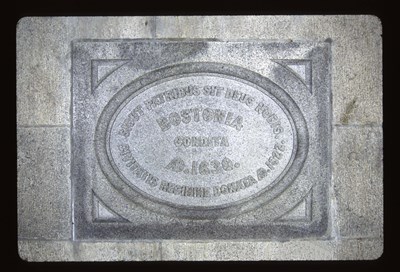 SICUT PATRIBUS SIT DEUS NOBIS.
BOSTONIA
CONDITA
AD. 1630.
CIVITATIS REGIMINE DONATA AD. 1822.